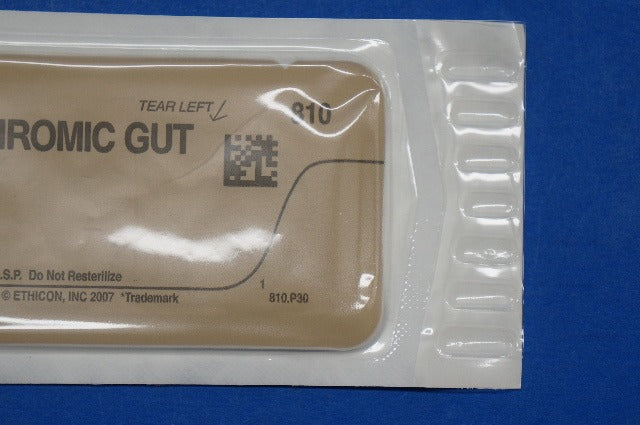 TEAR LEFT
810
HROMIC GUT
.S.P. Do Not Resterilize
© ETHICON, INC 2007 *Trademark
1
810.P30